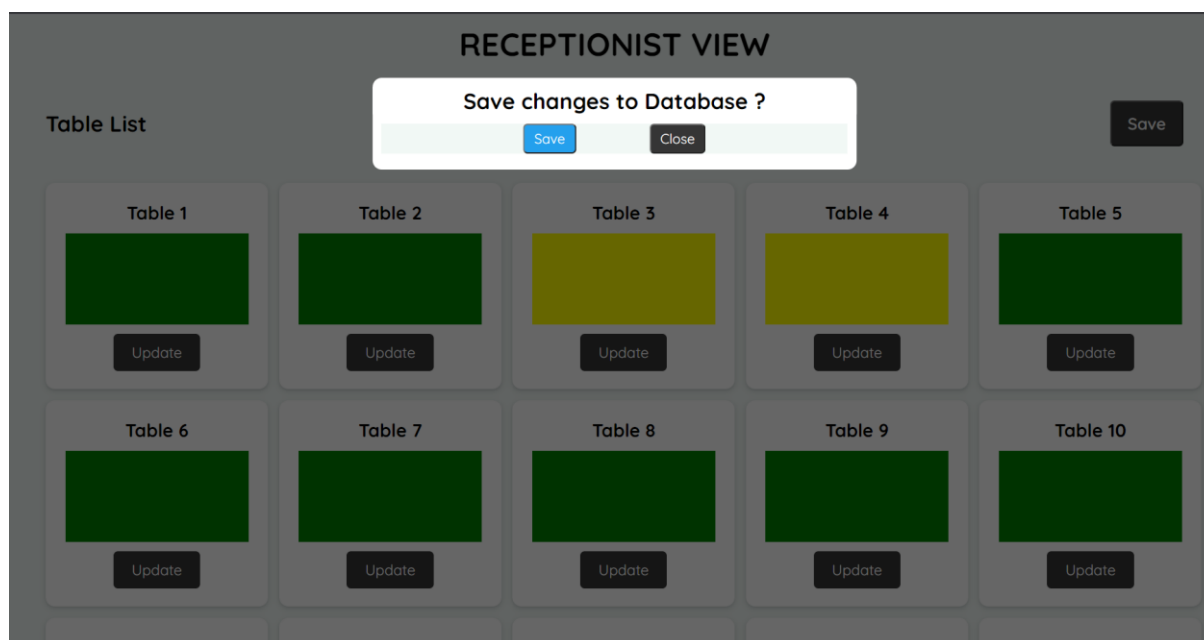 RECEPTIONIST VIEW
Save changes to Database ?
Table List
Save
Save Close
Table 1 Table 2 Table 3 Table 4 Table 5
Update Update Update Update Update
Table 6 Table 7 Table 8 Table 9 Table 10
Update Update Update Update Update